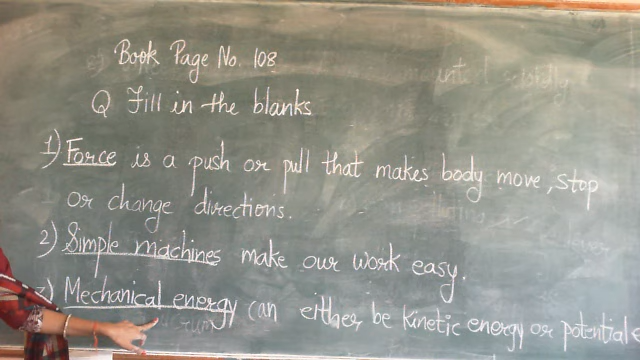 Book Page No. 108
Q Fill in the blanks
1) Force is a push or pull that makes body move, stop
or change directions.
2) Simple machines make our work easy.
3) Mechanical energy can either be kinetic energy or potential e